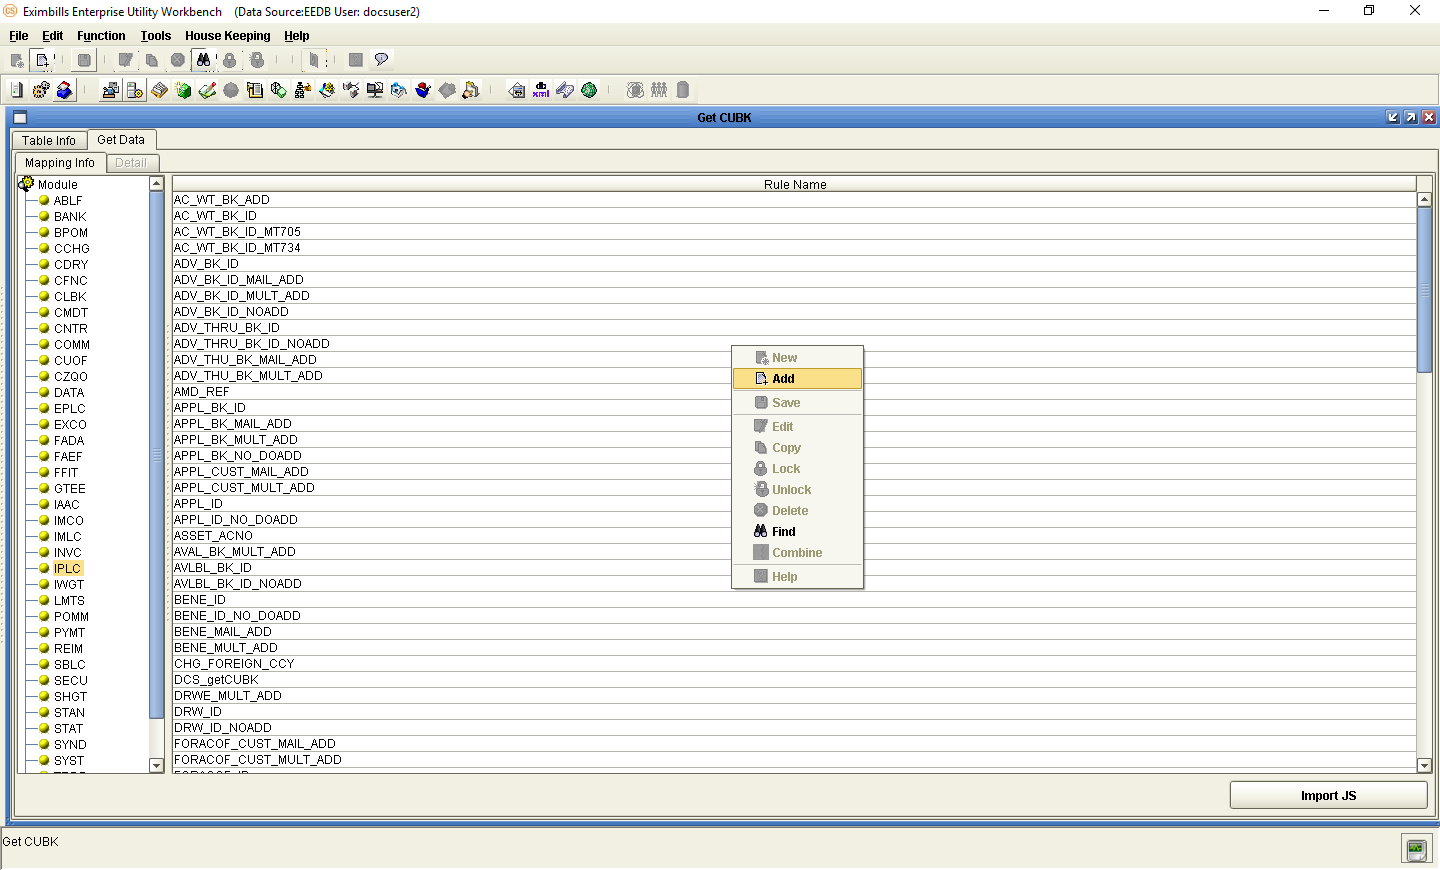 Eximbills Enterprise Utility Workbench (Data Source:EEDB User: docsuser2)
File Edit Function Tools House Keeping Help
Get CUBK
Table Info Get Data
Mapping Info Detail
Module
ABLF
BANK
BPOM
CCHG
CDRY
CFNC
CLBK
CMDT
CNTR
COMM
CUOF
CZQO
DATA
EPLC
EXCO
FADA
FAEF
FFIT
GTEE
IAAC
IMCO
IMLC
INVC
IPLC
IWGT
LMTS
POMM
PYMT
REIM
SBLC
SECU
SHGT
STAN
STAT
SYND
SYST
Rule Name
AC_WT_BK_ADD
AC_WT_BK_ID
AC_WT_BK_ID_MT705
AC_WT_BK_ID_MT734
ADV_BK_ID
ADV_BK_ID_MAIL_ADD
ADV_BK_ID_MULT_ADD
ADV_BK_ID_NOADD
ADV_THRU_BK_ID
ADV_THRU_BK_ID_NOADD
ADV_THU_BK_MAIL_ADD
ADV_THU_BK_MULT_ADD
AMD_REF
APPL_BK_ID
APPL_BK_MAIL_ADD
APPL_BK_MULT_ADD
APPL_BK_NO_DOADD
APPL_CUST_MAIL_ADD
APPL_CUST_MULT_ADD
APPL_ID
APPL_ID_NO_DOADD
ASSET_ACNO
AVAL_BK_MULT_ADD
AVLBL_BK_ID
AVLBL_BK_ID_NOADD
BENE_ID
BENE_ID_NO_DOADD
BENE_MAIL_ADD
BENE_MULT_ADD
CHG_FOREIGN_CCY
DCS_getCUBK
DRWE_MULT_ADD
DRW_ID
DRW_ID_NOADD
FORACOF_CUST_MAIL_ADD
FORACOF_CUST_MULT_ADD
New
Add
Save
Edit
Copy
Lock
Unlock
Delete
Find
Combine
Help
Import JS
Get CUBK